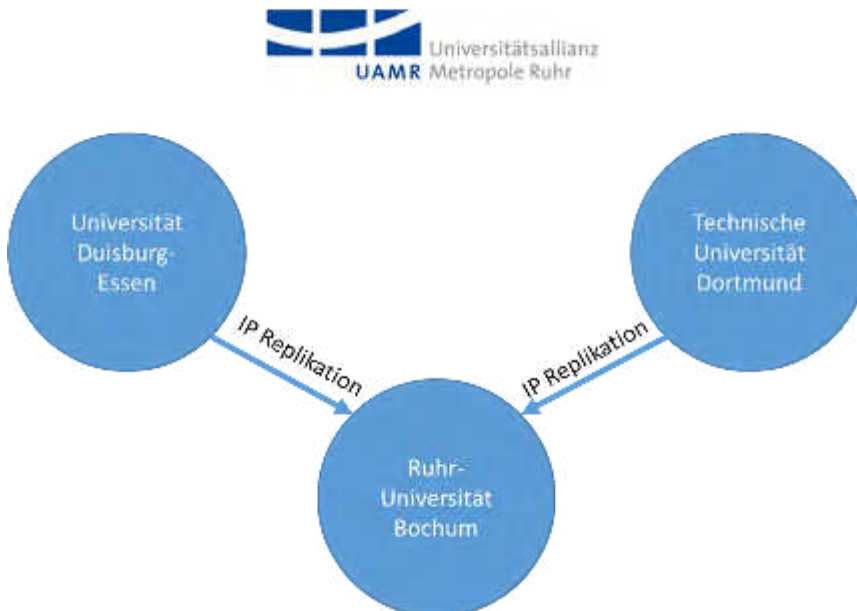 Universitätsallianz
UAMR Metropole Ruhr
Universität
Duisburg-
Essen
Technische
Universität
Dortmund
IP Replikation
IP Replikation
Ruhr-
Universität
Bochum